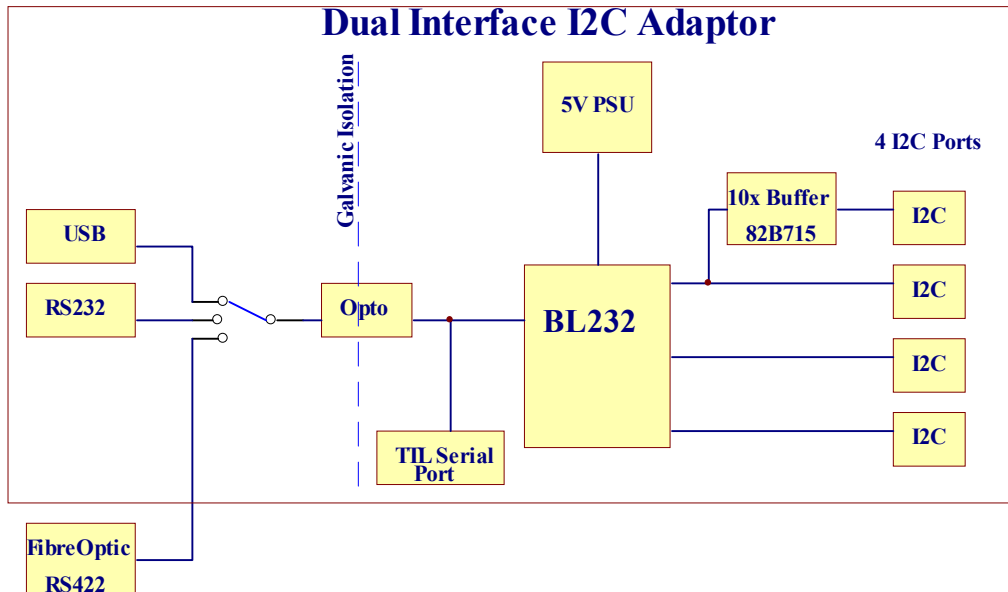 Dual Interface I2C Adaptor
Galvanic Isolation
5V PSU
4 I2C Ports
10x Buffer
82B715
I2C
USB
RS232
Opto
BL232
I2C
I2C
I2C
TTL Serial
Port
FibreOptic
RS422